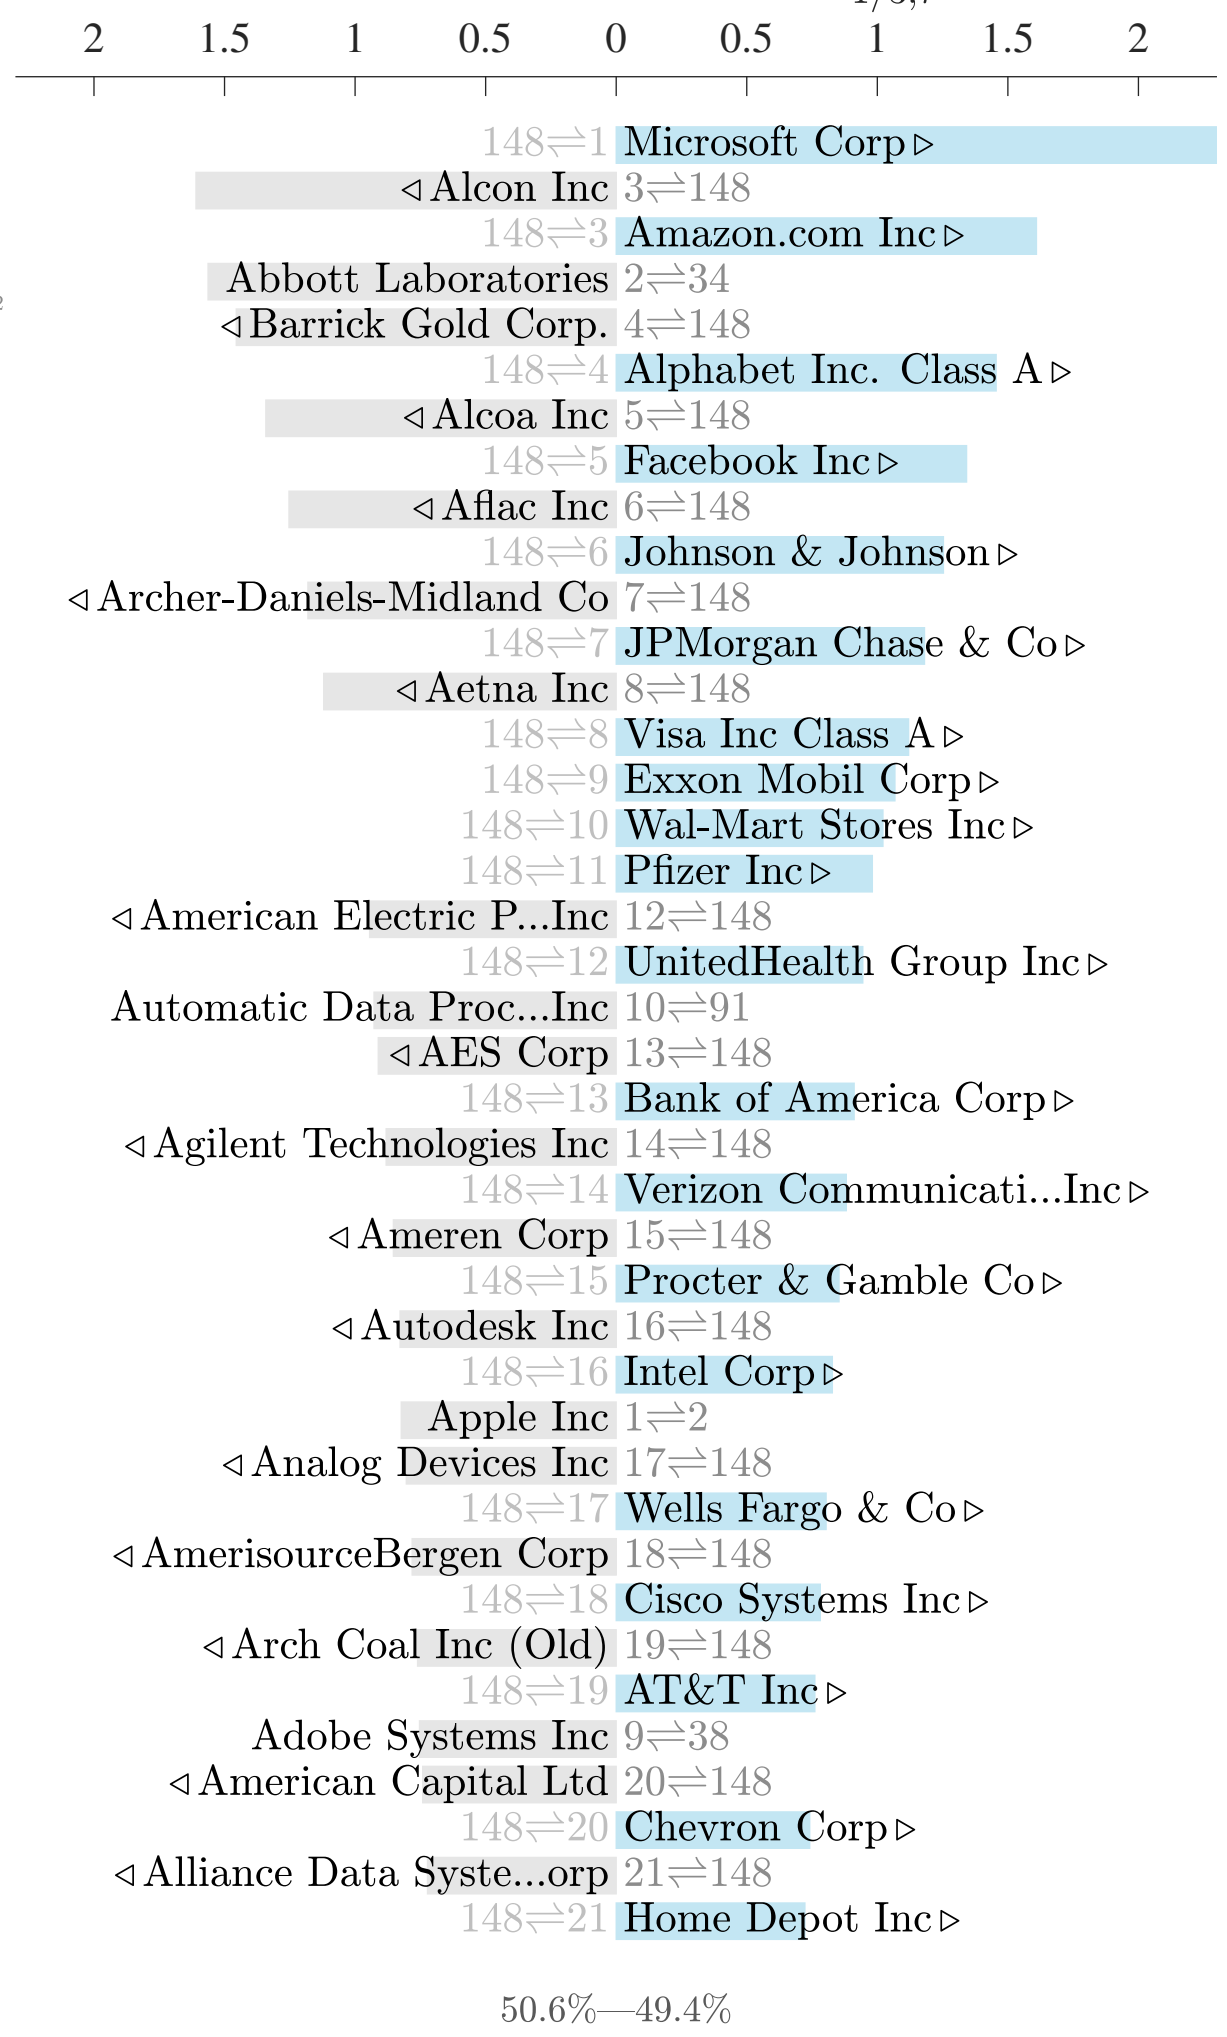 2 1.5 1 0.5 0 0.5 1 1.5 2
148⇌1 Microsoft Corp ▷
◁ Alcon Inc 3⇌148
148⇌3 Amazon.com Inc ▷
Abbott Laboratories 2⇌34
◁ Barrick Gold Corp. 4⇌148
148⇌4 Alphabet Inc. Class A ▷
◁ Alcoa Inc 5⇌148
148⇌5 Facebook Inc ▷
◁ Aflac Inc 6⇌148
148⇌6 Johnson & Johnson ▷
◁ Archer-Daniels-Midland Co 7⇌148
148⇌7 JPMorgan Chase & Co ▷
◁ Aetna Inc 8⇌148
148⇌8 Visa Inc Class A ▷
148⇌9 Exxon Mobil Corp ▷
148⇌10 Wal-Mart Stores Inc ▷
148⇌11 Pfizer Inc ▷
◁ American Electric P...Inc 12⇌148
148⇌12 UnitedHealth Group Inc ▷
Automatic Data Proc...Inc 10⇌91
◁ AES Corp 13⇌148
148⇌13 Bank of America Corp ▷
◁ Agilent Technologies Inc 14⇌148
148⇌14 Verizon Communicati...Inc ▷
◁ Ameren Corp 15⇌148
148⇌15 Procter & Gamble Co ▷
◁ Autodesk Inc 16⇌148
148⇌16 Intel Corp ▷
Apple Inc 1⇌2
◁ Analog Devices Inc 17⇌148
148⇌17 Wells Fargo & Co ▷
◁ AmerisourceBergen Corp 18⇌148
148⇌18 Cisco Systems Inc ▷
◁ Arch Coal Inc (Old) 19⇌148
148⇌19 AT&T Inc ▷
Adobe Systems Inc 9⇌38
◁ American Capital Ltd 20⇌148
148⇌20 Chevron Corp ▷
◁ Alliance Data Syste...orp 21⇌148
148⇌21 Home Depot Inc ▷
50.6%—49.4%